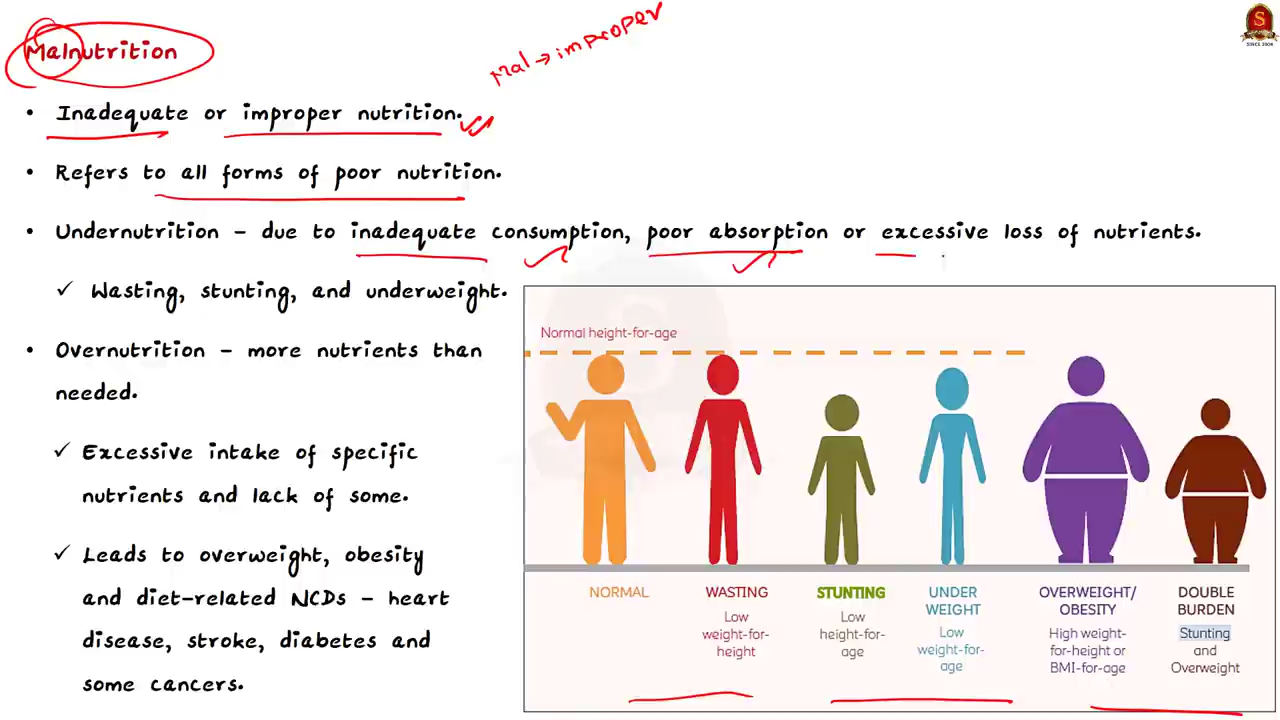 Malnutrition
Mal → improper
S
SINCE 2004
• Inadequate or improper nutrition.
• Refers to all forms of poor nutrition.
• Undernutrition – due to inadequate consumption, poor absorption or excessive loss of nutrients.
✓ Wasting, stunting, and underweight.
• Overnutrition – more nutrients than
needed.
✓ Excessive intake of specific
nutrients and lack of some.
✓ Leads to overweight, obesity
and diet-related NCDs – heart
disease, stroke, diabetes and
some cancers.
Normal height-for-age
NORMAL
WASTING
Low
weight-for-
height
STUNTING
Low
height-for-
age
UNDER
WEIGHT
Low
weight-for-
age
OVERWEIGHT/
OBESITY
High weight-
for-height or
BMI-for-age
DOUBLE
BURDEN
Stunting
and
Overweight